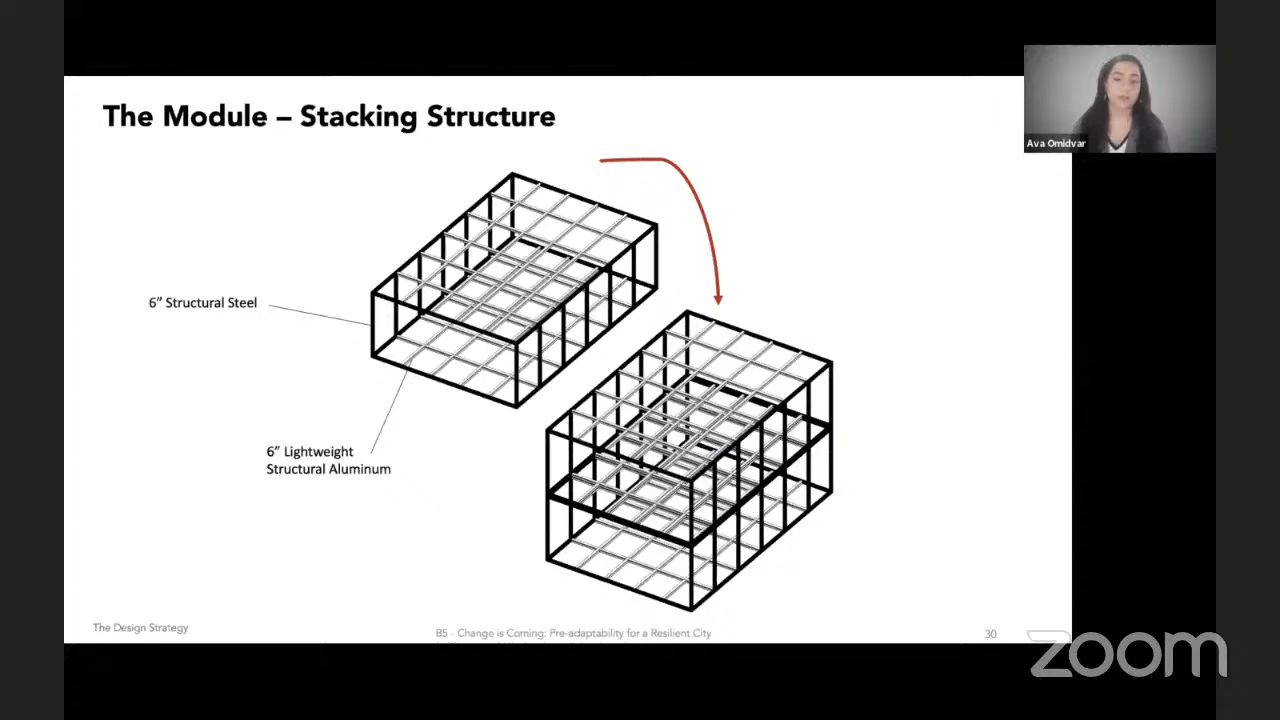 The Module – Stacking Structure
Ava Omidvar
6" Structural Steel
6" Lightweight
Structural Aluminum
The Design Strategy
B5 - Change is Coming: Pre-adaptability for a Resilient City
30
zoom